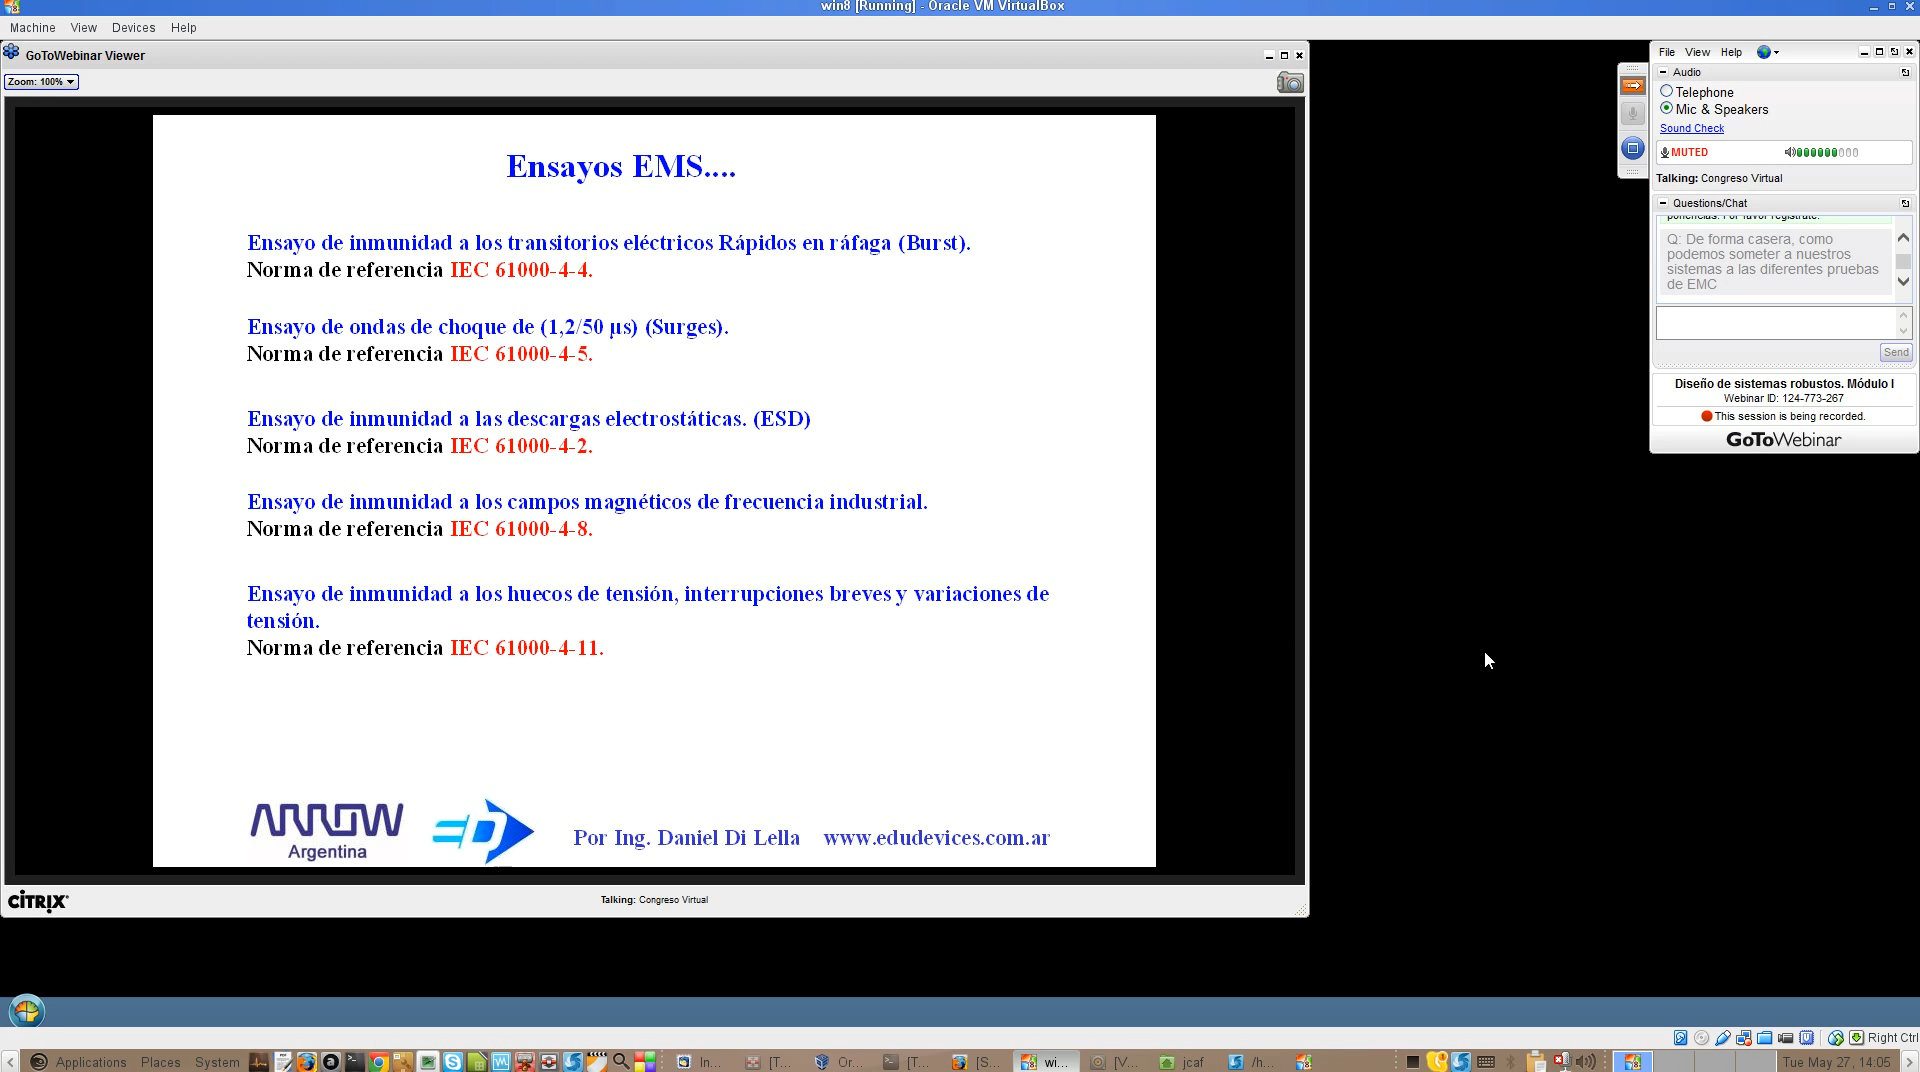 win8 [Running] - Oracle VM VirtualBox
Machine View Devices Help
GoToWebinar Viewer
Zoom: 100%
Ensayos EMS....
Ensayo de inmunidad a los transitorios eléctricos Rápidos en ráfaga (Burst).
Norma de referencia IEC 61000-4-4.
Ensayo de ondas de choque de (1,2/50 µs) (Surges).
Norma de referencia IEC 61000-4-5.
Ensayo de inmunidad a las descargas electrostáticas. (ESD)
Norma de referencia IEC 61000-4-2.
Ensayo de inmunidad a los campos magnéticos de frecuencia industrial.
Norma de referencia IEC 61000-4-8.
Ensayo de inmunidad a los huecos de tensión, interrupciones breves y variaciones de
tensión.
Norma de referencia IEC 61000-4-11.
ARROW
Argentina
Por Ing. Daniel Di Lella www.edudevices.com.ar
CITRIX
Talking: Congreso Virtual
File View Help
Audio
Telephone
Mic & Speakers
Sound Check
MUTED
Talking: Congreso Virtual
Questions/Chat
ponencias. Por favor regístrate.
Q: De forma casera, como
podemos someter a nuestros
sistemas a las diferentes pruebas
de EMC
Send
Diseño de sistemas robustos. Módulo I
Webinar ID: 124-773-267
This session is being recorded.
GoToWebinar
Right Ctrl
Applications Places System In... [T... Or... [T... [S... wi... [V... jcaf /h... Tue May 27, 14:05